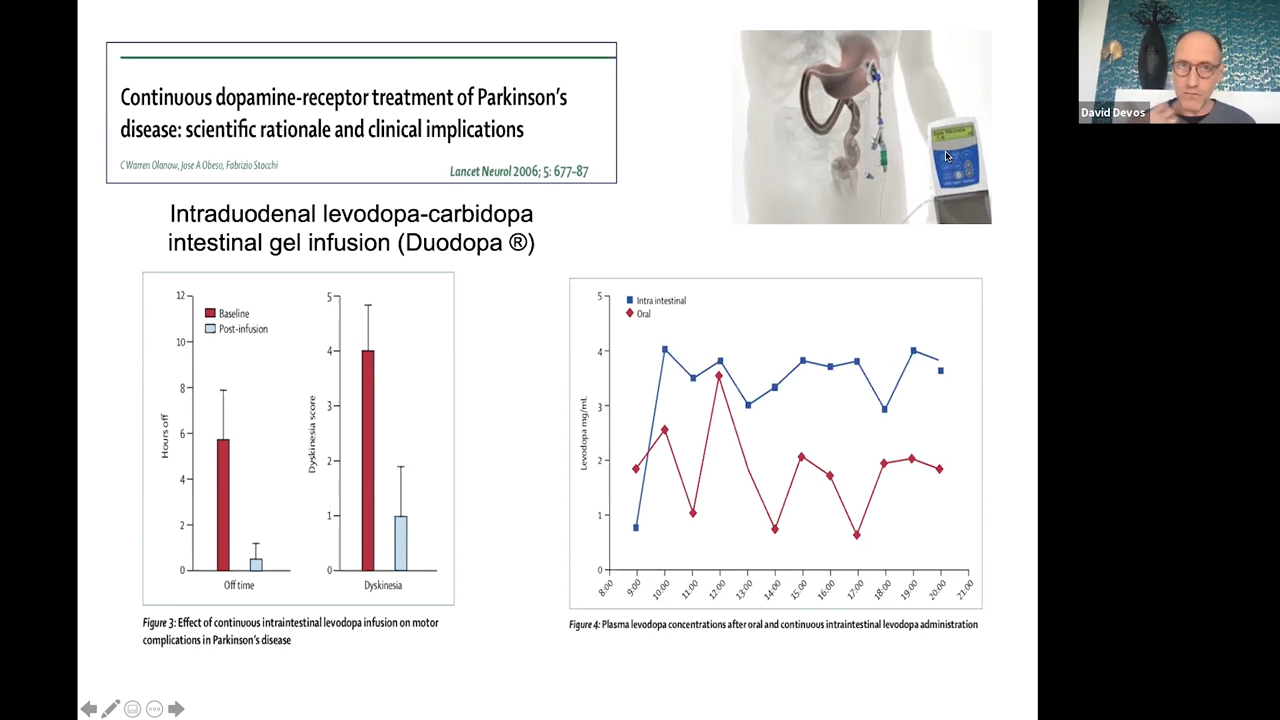 Continuous dopamine-receptor treatment of Parkinson's
disease: scientific rationale and clinical implications
C Warren Olanow, Jose A Obeso, Fabrizio Stocchi
Lancet Neurol 2006; 5: 677–87
David Devos
Intraduodenal levodopa-carbidopa
intestinal gel infusion (Duodopa ®)
12
10
8
6
4
2
0
Hours off
Baseline
Post-infusion
Off time
5
4
3
2
1
0
Dyskinesia score
Dyskinesia
Figure 3: Effect of continuous intraintestinal levodopa infusion on motor
complications in Parkinson's disease
5
4
3
2
1
0
Levodopa mg/mL
Intra intestinal
Oral
8:00
9:00
10:00
11:00
12:00
13:00
14:00
15:00
16:00
17:00
18:00
19:00
20:00
21:00
Figure 4: Plasma levodopa concentrations after oral and continuous intraintestinal levodopa administration